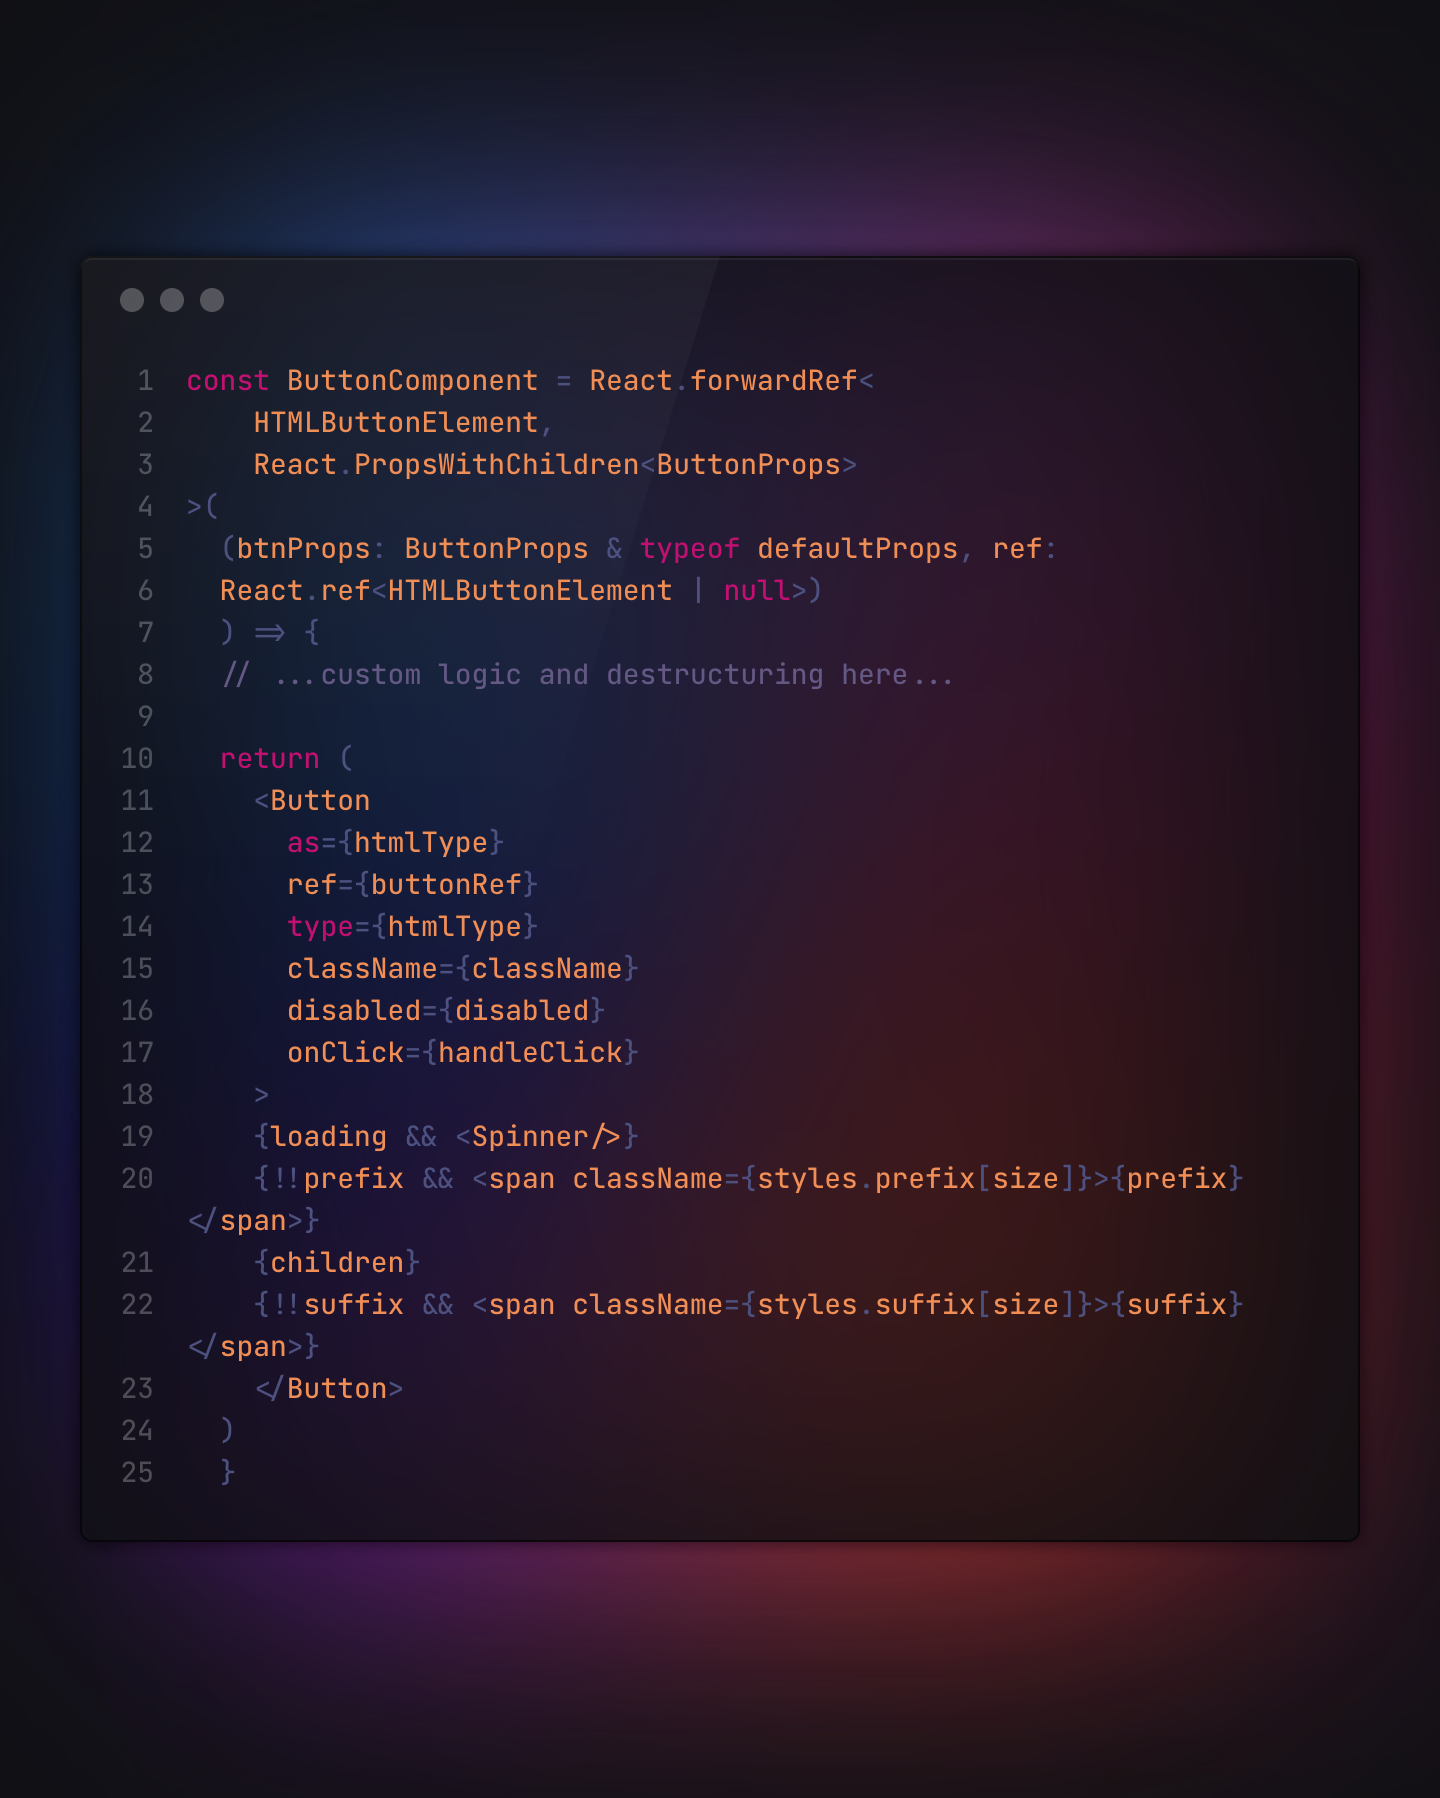 1 const ButtonComponent = React.forwardRef<
2     HTMLButtonElement,
3     React.PropsWithChildren<ButtonProps>
4 >(
5   (btnProps: ButtonProps & typeof defaultProps, ref:
6   React.ref<HTMLButtonElement | null>)
7   ) => {
8   // ...custom logic and destructuring here...
9
10   return (
11     <Button
12       as={htmlType}
13       ref={buttonRef}
14       type={htmlType}
15       className={className}
16       disabled={disabled}
17       onClick={handleClick}
18     >
19     {loading && <Spinner/>}
20     {!!prefix && <span className={styles.prefix[size]}>{prefix}
</span>}
21     {children}
22     {!!suffix && <span className={styles.suffix[size]}>{suffix}
</span>}
23     </Button>
24   )
25   }